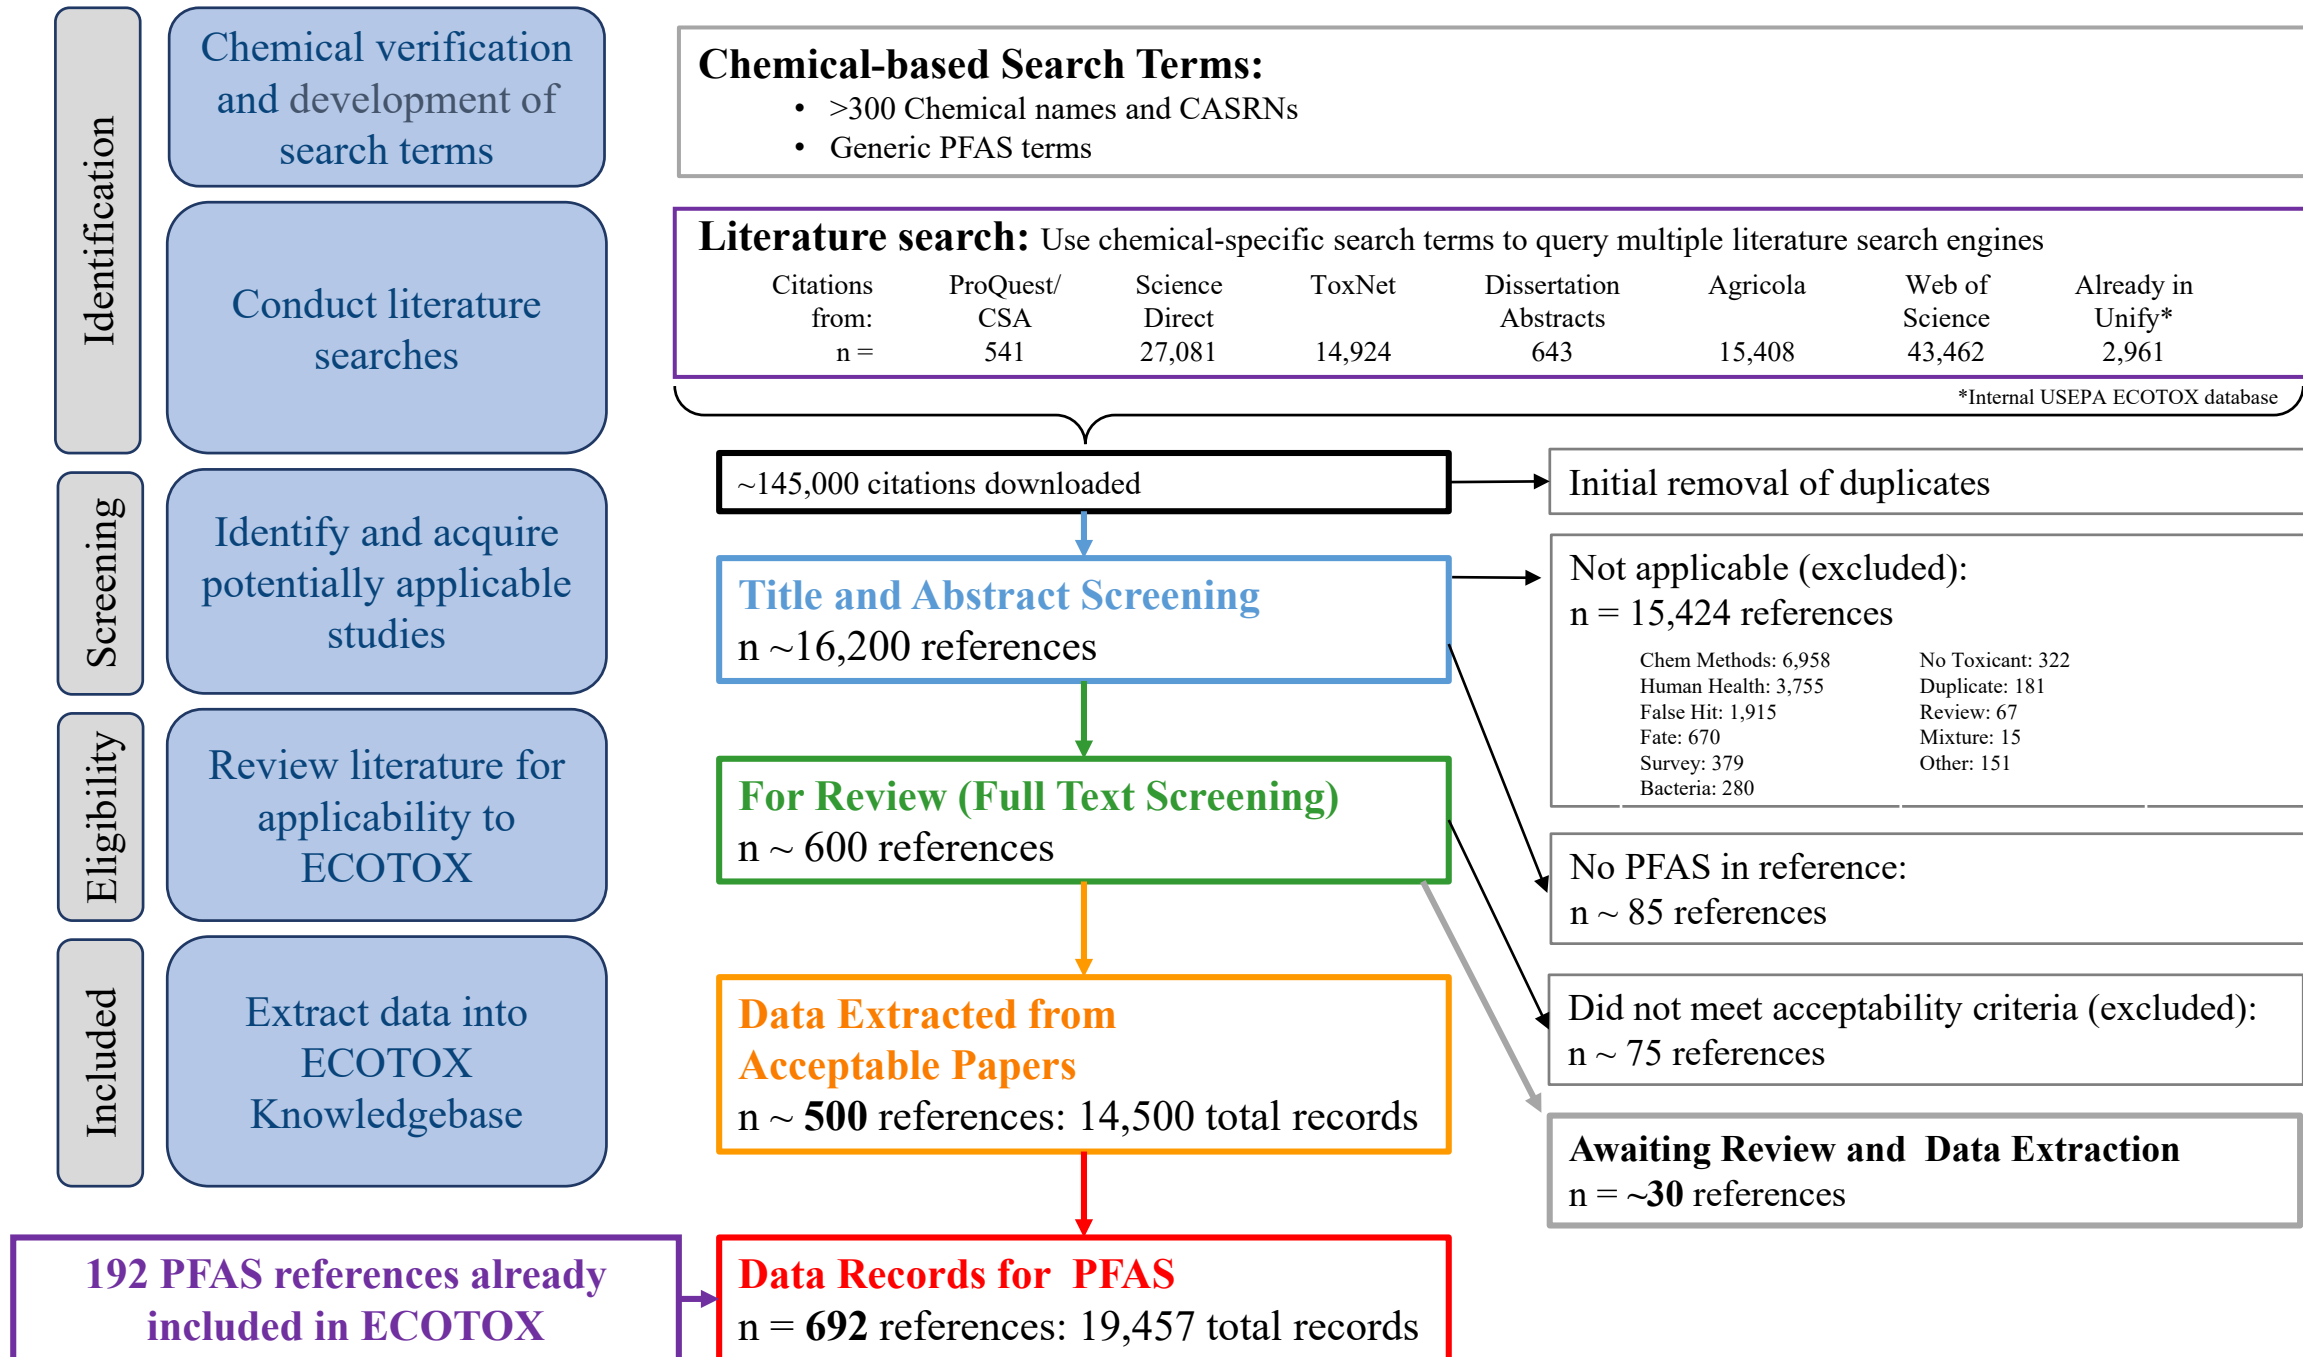 Identification
Chemical verification
and development of
search terms
Conduct literature
searches
Screening
Identify and acquire
potentially applicable
studies
Eligibility
Review literature for
applicability to
ECOTOX
Included
Extract data into
ECOTOX
Knowledgebase
Chemical-based Search Terms:
• >300 Chemical names and CASRNs
• Generic PFAS terms
Literature search: Use chemical-specific search terms to query multiple literature search engines
Citations ProQuest/ Science ToxNet Dissertation Agricola Web of Already in
from: CSA Direct Abstracts Science Unify*
n = 541 27,081 14,924 643 15,408 43,462 2,961
*Internal USEPA ECOTOX database
~145,000 citations downloaded
Initial removal of duplicates
Title and Abstract Screening
n ~16,200 references
Not applicable (excluded):
n = 15,424 references
Chem Methods: 6,958
Human Health: 3,755
False Hit: 1,915
Fate: 670
Survey: 379
Bacteria: 280
No Toxicant: 322
Duplicate: 181
Review: 67
Mixture: 15
Other: 151
For Review (Full Text Screening)
n ~ 600 references
No PFAS in reference:
n ~ 85 references
Data Extracted from
Acceptable Papers
n ~ 500 references: 14,500 total records
Did not meet acceptability criteria (excluded):
n ~ 75 references
Awaiting Review and Data Extraction
n = ~30 references
192 PFAS references already
included in ECOTOX
Data Records for PFAS
n = 692 references: 19,457 total records